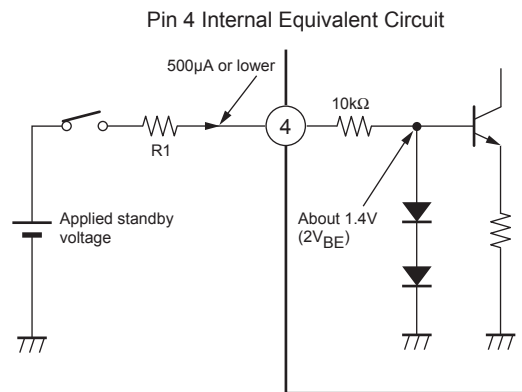 Pin 4 Internal Equivalent Circuit
500µA or lower
10kΩ
4
R1
Applied standby
voltage
About 1.4V
(2VBE)